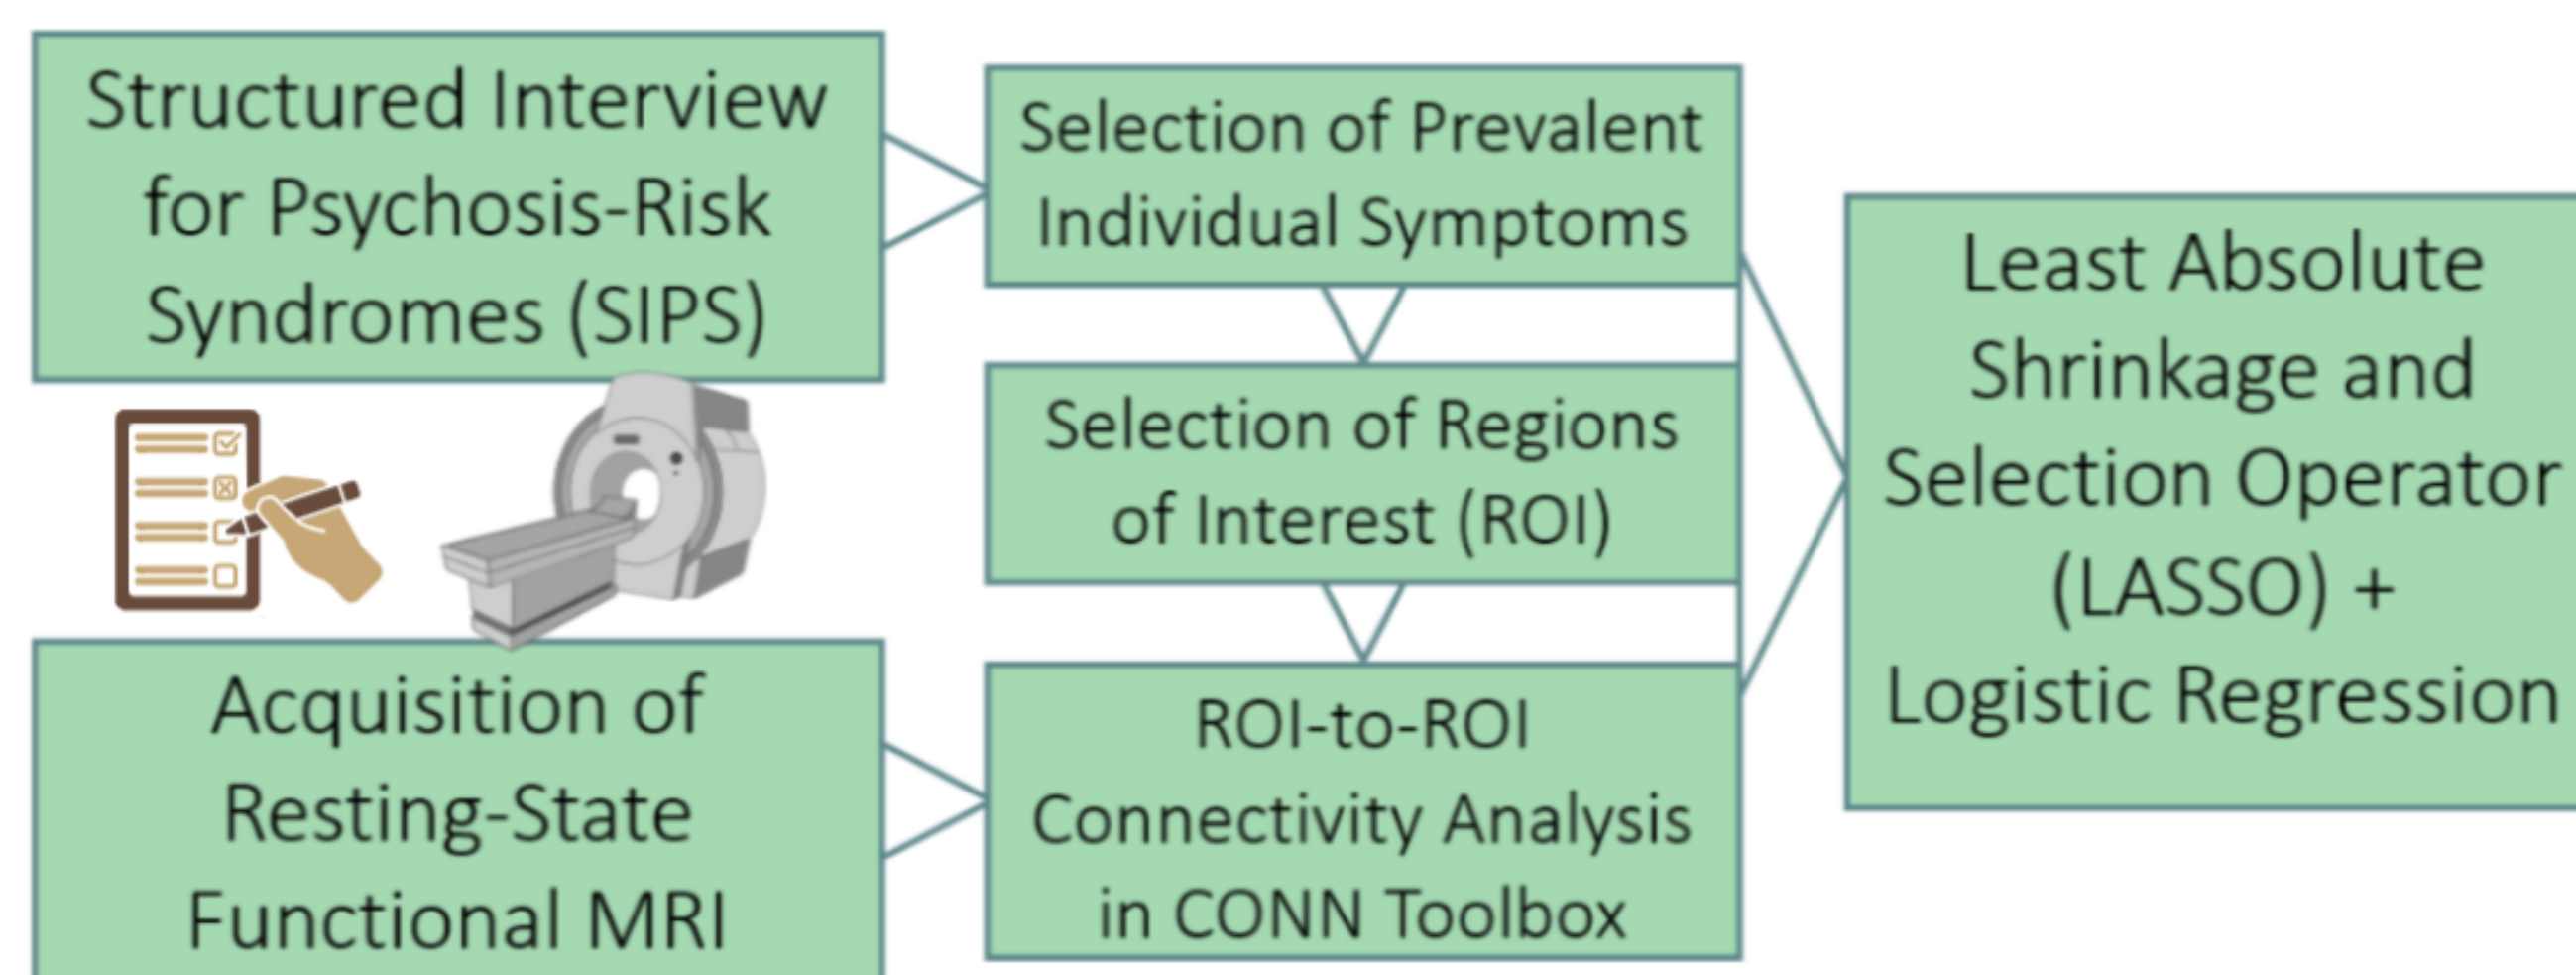 Structured Interview
for Psychosis-Risk
Syndromes (SIPS)
Acquisition of
Resting-State
Functional MRI
Selection of Prevalent
Individual Symptoms
Selection of Regions
of Interest (ROI)
ROI-to-ROI
Connectivity Analysis
in CONN Toolbox
Least Absolute
Shrinkage and
Selection Operator
(LASSO) +
Logistic Regression